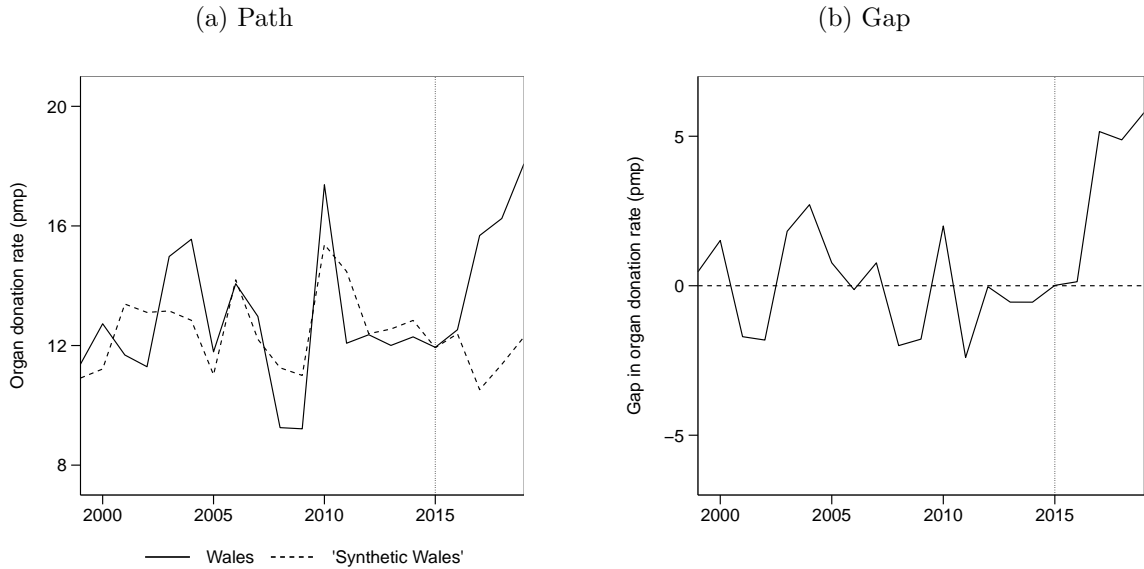 (a) Path
20
16
12
8
Organ donation rate (pmp)
2000 2005 2010 2015
Wales 'Synthetic Wales'
(b) Gap
5
0
−5
Gap in organ donation rate (pmp)
2000 2005 2010 2015